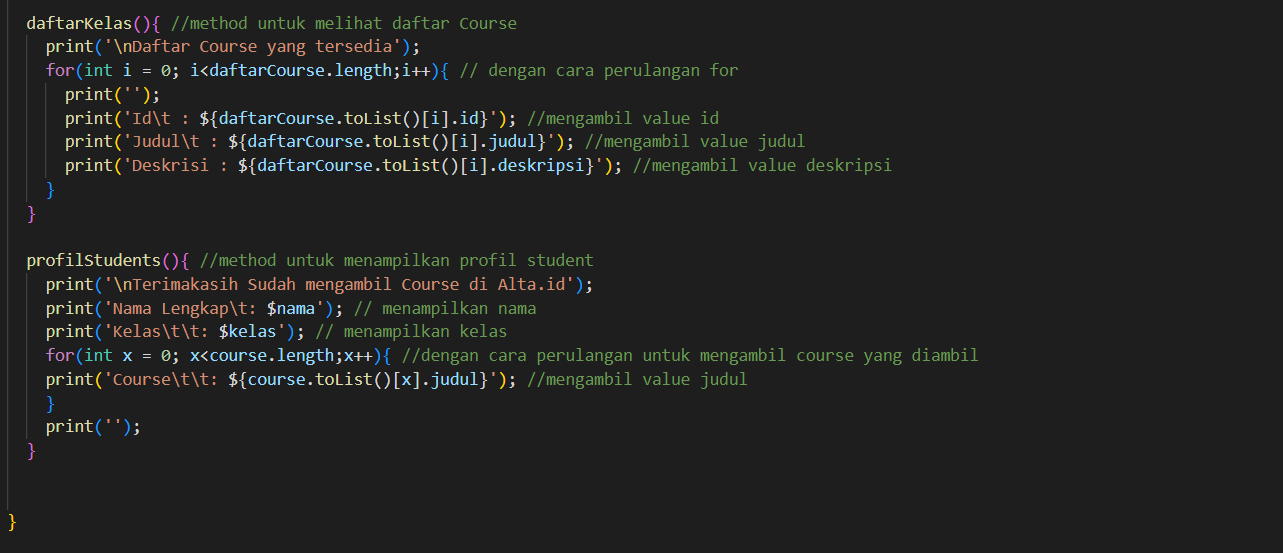 daftarKelas(){ //method untuk melihat daftar Course
print('\nDaftar Course yang tersedia');
for(int i = 0; i<daftarCourse.length;i++){ // dengan cara perulangan for
print('');
print('Id\t : ${daftarCourse.toList()[i].id}'); //mengambil value id
print('Judul\t : ${daftarCourse.toList()[i].judul}'); //mengambil value judul
print('Deskrisi : ${daftarCourse.toList()[i].deskripsi}'); //mengambil value deskripsi
}
}
profilStudents(){ //method untuk menampilkan profil student
print('\nTerimakasih Sudah mengambil Course di Alta.id');
print('Nama Lengkap\t: $nama'); // menampilkan nama
print('Kelas\t\t: $kelas'); // menampilkan kelas
for(int x = 0; x<course.length;x++){ //dengan cara perulangan untuk mengambil course yang diambil
print('Course\t\t: ${course.toList()[x].judul}'); //mengambil value judul
}
print('');
}
}